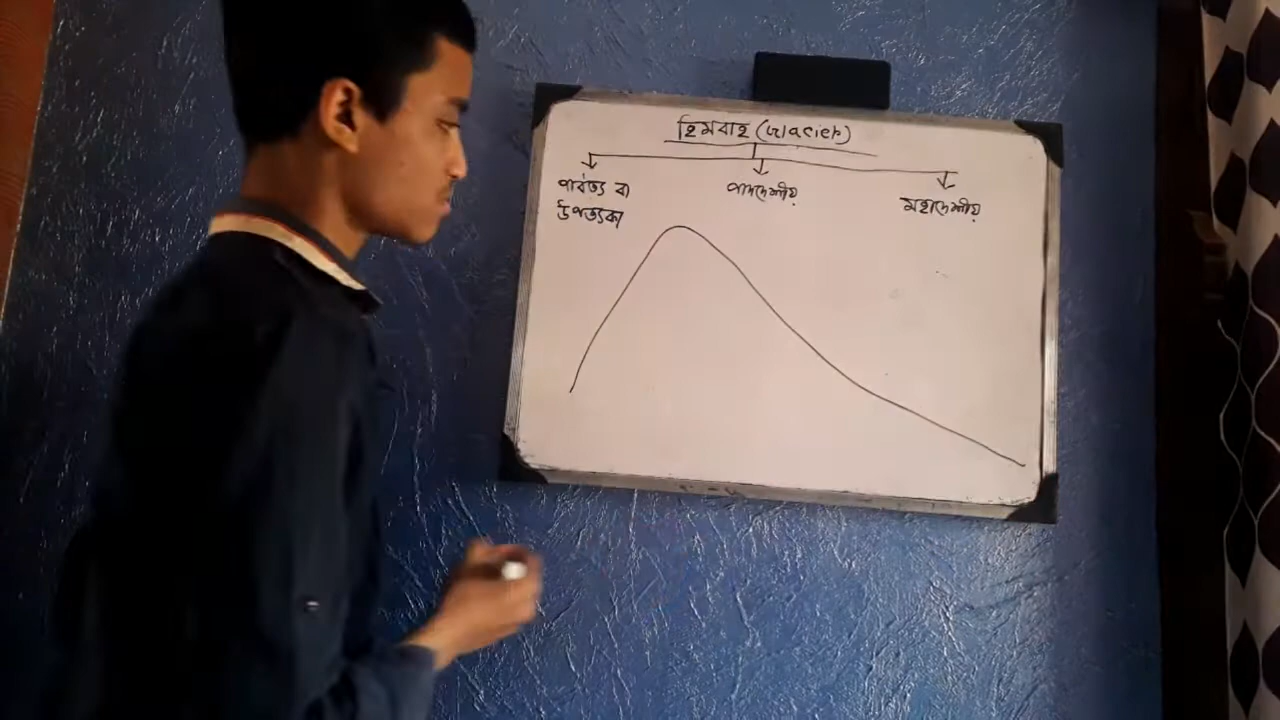 হিমবাহ (Glacier)
পার্বত্য বা
উপত্যকা
পাদদেশীয়
মহাদেশীয়